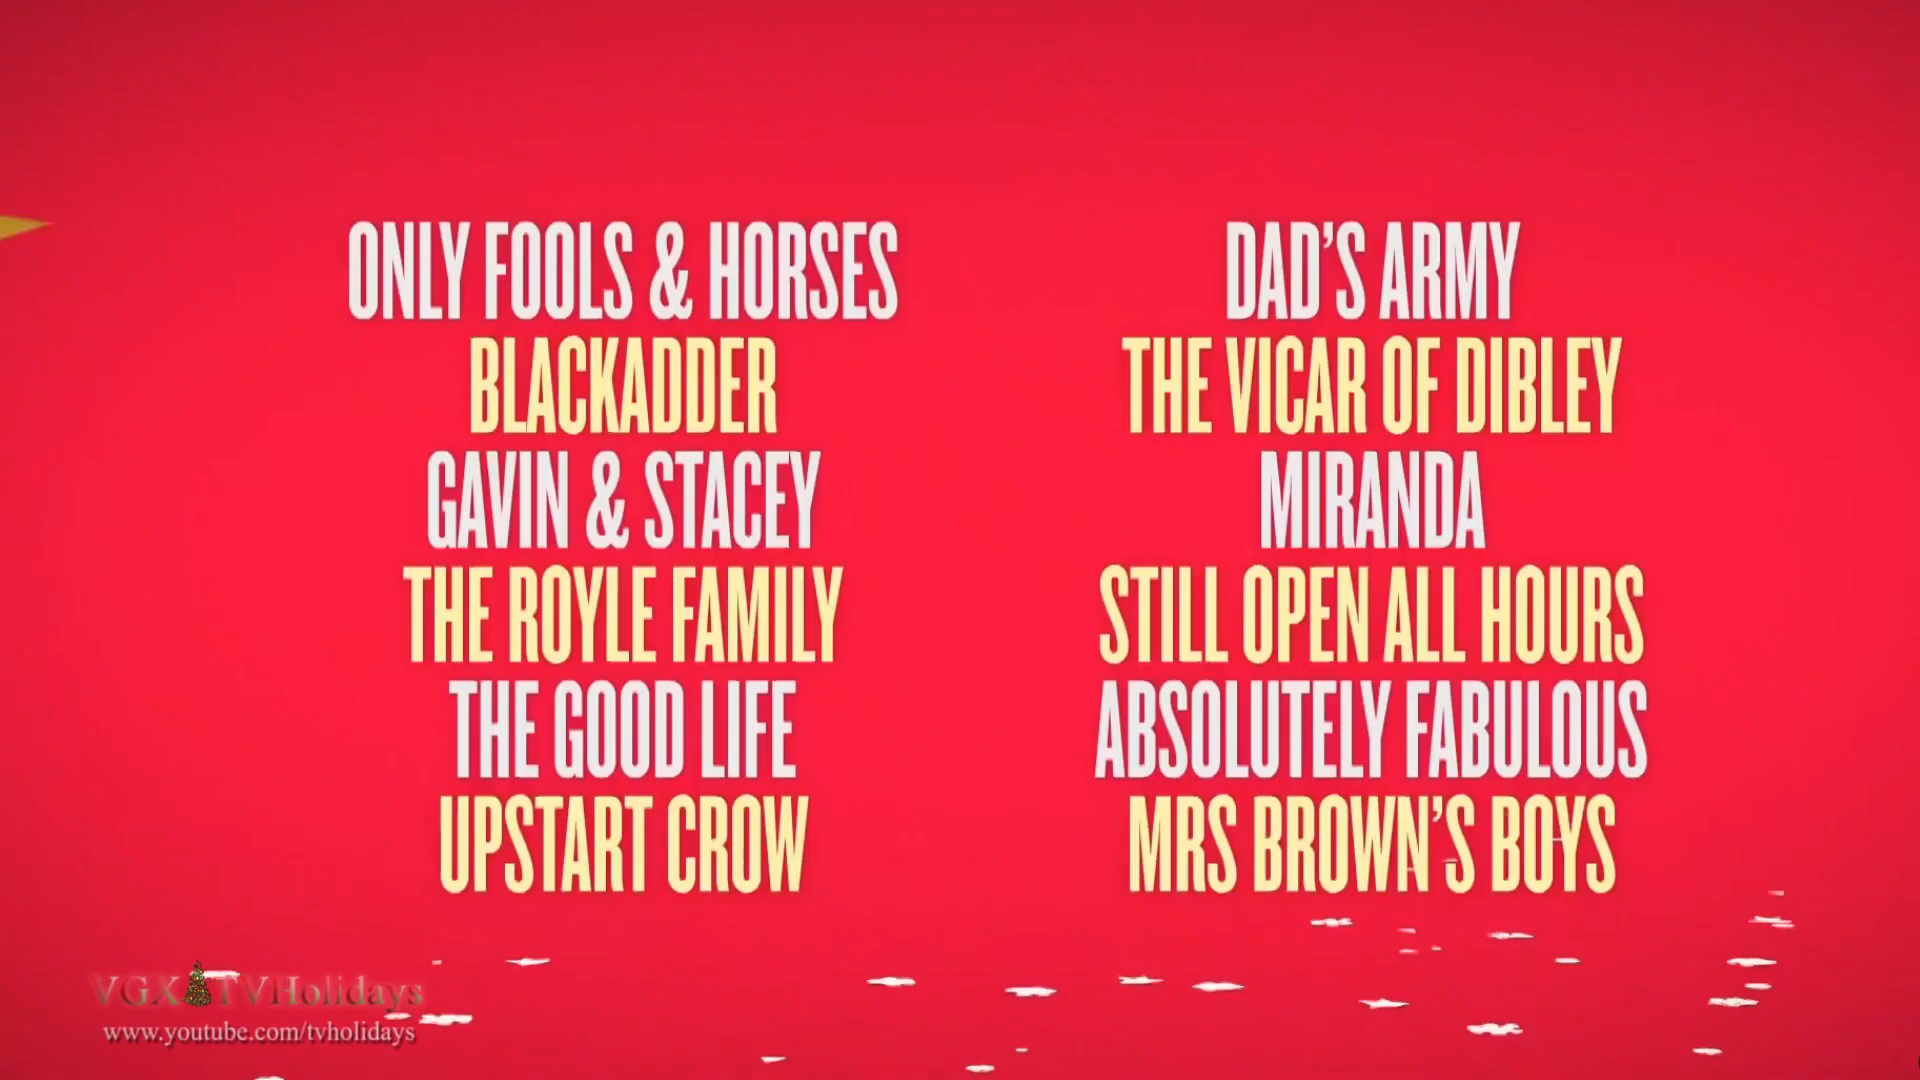 ONLY FOOLS & HORSES
BLACKADDER
GAVIN & STACEY
THE ROYLE FAMILY
THE GOOD LIFE
UPSTART CROW
DAD'S ARMY
THE VICAR OF DIBLEY
MIRANDA
STILL OPEN ALL HOURS
ABSOLUTELY FABULOUS
MRS BROWN'S BOYS
VGX TVHolidays
www.youtube.com/tvholidays